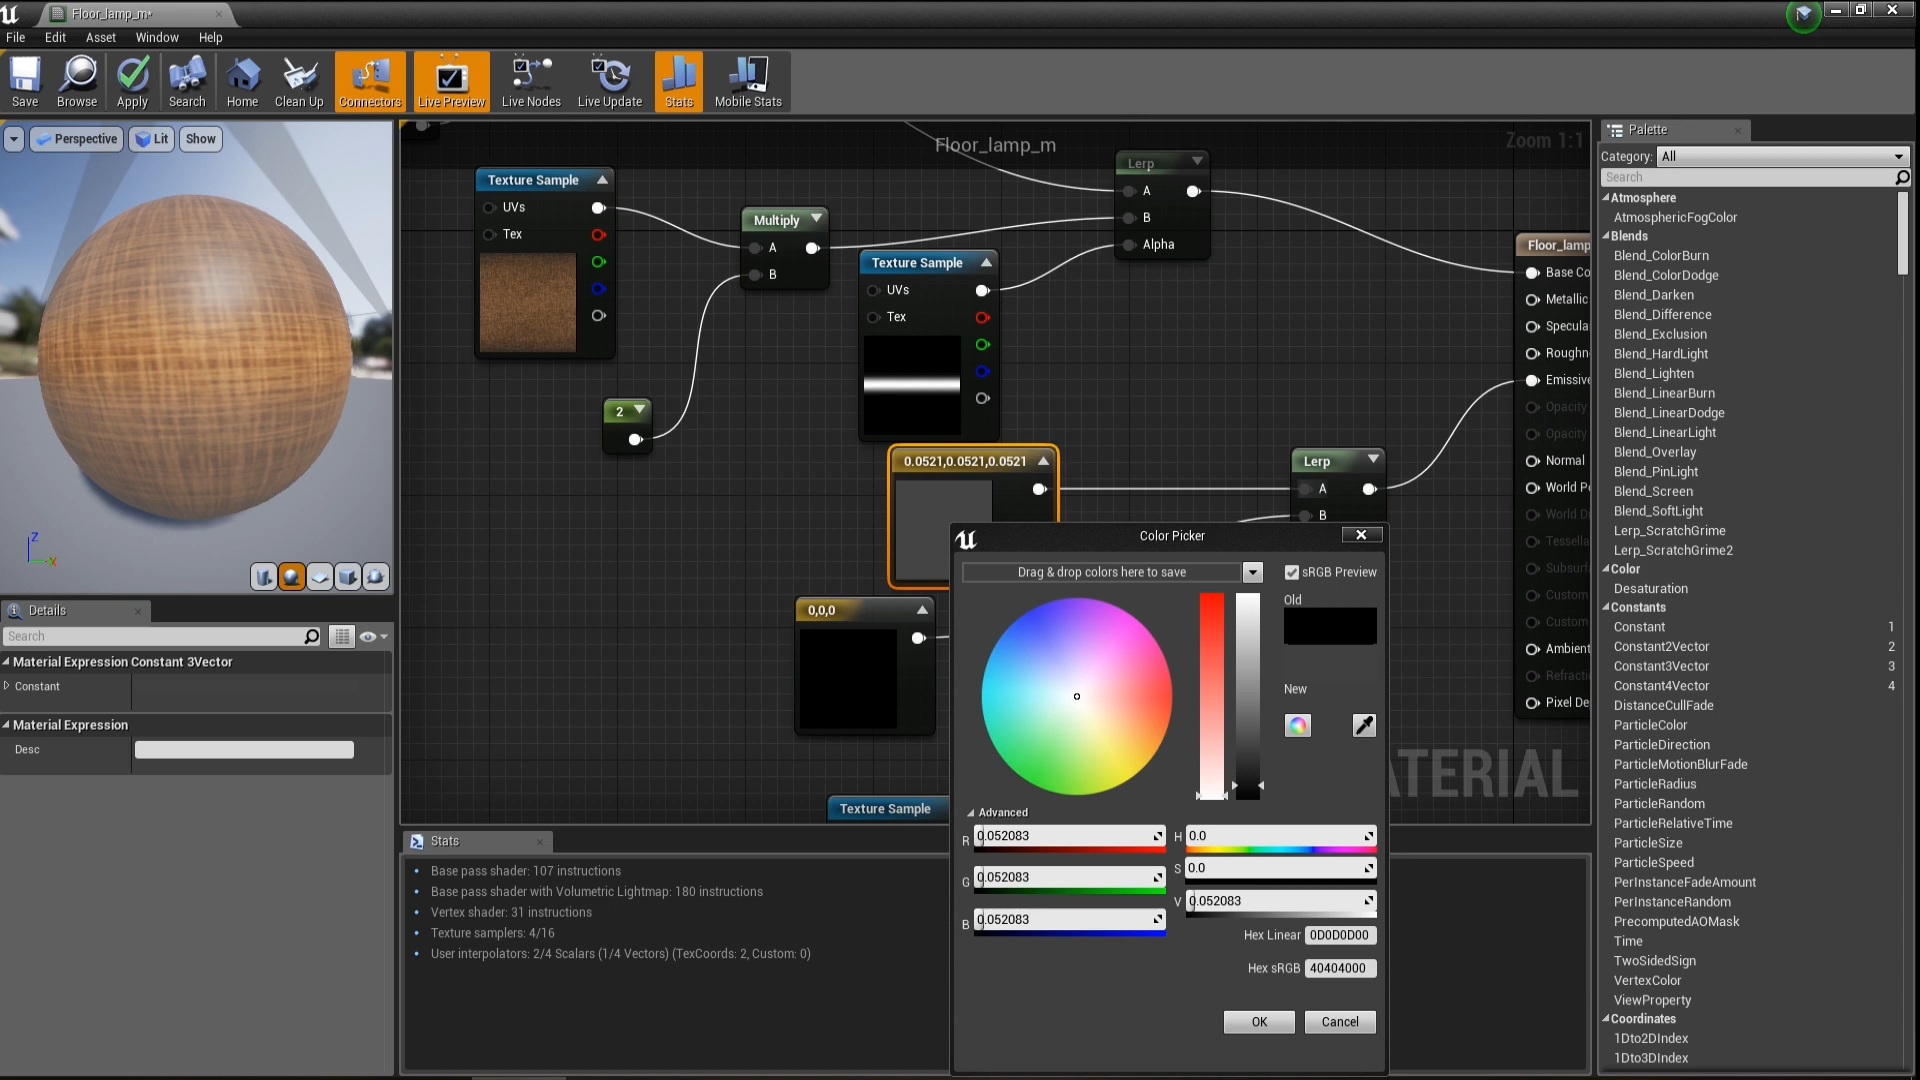 Floor_lamp_m*
File Edit Asset Window Help
Save Browse Apply Search Home Clean Up Connectors Live Preview Live Nodes Live Update Stats Mobile Stats
Perspective Lit Show
Z
X
Details
Search
Material Expression Constant 3Vector
Constant
Material Expression
Desc
Floor_lamp_m
Zoom 1:1
Texture Sample
UVs
Tex
Multiply
A
B
2
Texture Sample
UVs
Tex
Lerp
A
B
Alpha
0.0521,0.0521,0.0521
Lerp
A
B
0,0,0
Texture Sample
Floor_lamp
Base Co
Metallic
Specula
Roughn
Emissive
Opacity
Opacity
Normal
World Po
World Di
Tessella
Subsurf
Custom
Custom
Ambient
Refracti
Pixel De
ATERIAL
Stats
Base pass shader: 107 instructions
Base pass shader with Volumetric Lightmap: 180 instructions
Vertex shader: 31 instructions
Texture samplers: 4/16
User interpolators: 2/4 Scalars (1/4 Vectors) (TexCoords: 2, Custom: 0)
Color Picker
Drag & drop colors here to save
sRGB Preview
Old
New
Advanced
R 0.052083
G 0.052083
B 0.052083
H 0.0
S 0.0
V 0.052083
Hex Linear 0D0D0D00
Hex sRGB 40404000
OK Cancel
Palette
Category: All
Search
Atmosphere
AtmosphericFogColor
Blends
Blend_ColorBurn
Blend_ColorDodge
Blend_Darken
Blend_Difference
Blend_Exclusion
Blend_HardLight
Blend_Lighten
Blend_LinearBurn
Blend_LinearDodge
Blend_LinearLight
Blend_Overlay
Blend_PinLight
Blend_Screen
Blend_SoftLight
Lerp_ScratchGrime
Lerp_ScratchGrime2
Color
Desaturation
Constants
Constant 1
Constant2Vector 2
Constant3Vector 3
Constant4Vector 4
DistanceCullFade
ParticleColor
ParticleDirection
ParticleMotionBlurFade
ParticleRadius
ParticleRandom
ParticleRelativeTime
ParticleSize
ParticleSpeed
PerInstanceFadeAmount
PerInstanceRandom
PrecomputedAOMask
Time
TwoSidedSign
VertexColor
ViewProperty
Coordinates
1Dto2DIndex
1Dto3DIndex